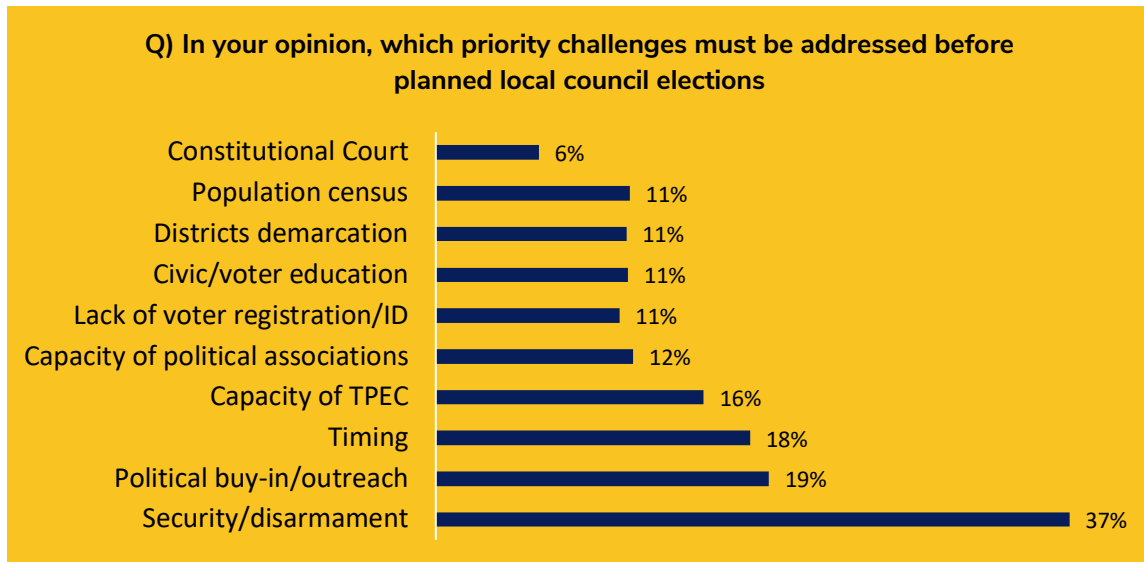 Q) In your opinion, which priority challenges must be addressed before
planned local council elections
Constitutional Court 6%
Population census 11%
Districts demarcation 11%
Civic/voter education 11%
Lack of voter registration/ID 11%
Capacity of political associations 12%
Capacity of TPEC 16%
Timing 18%
Political buy-in/outreach 19%
Security/disarmament 37%